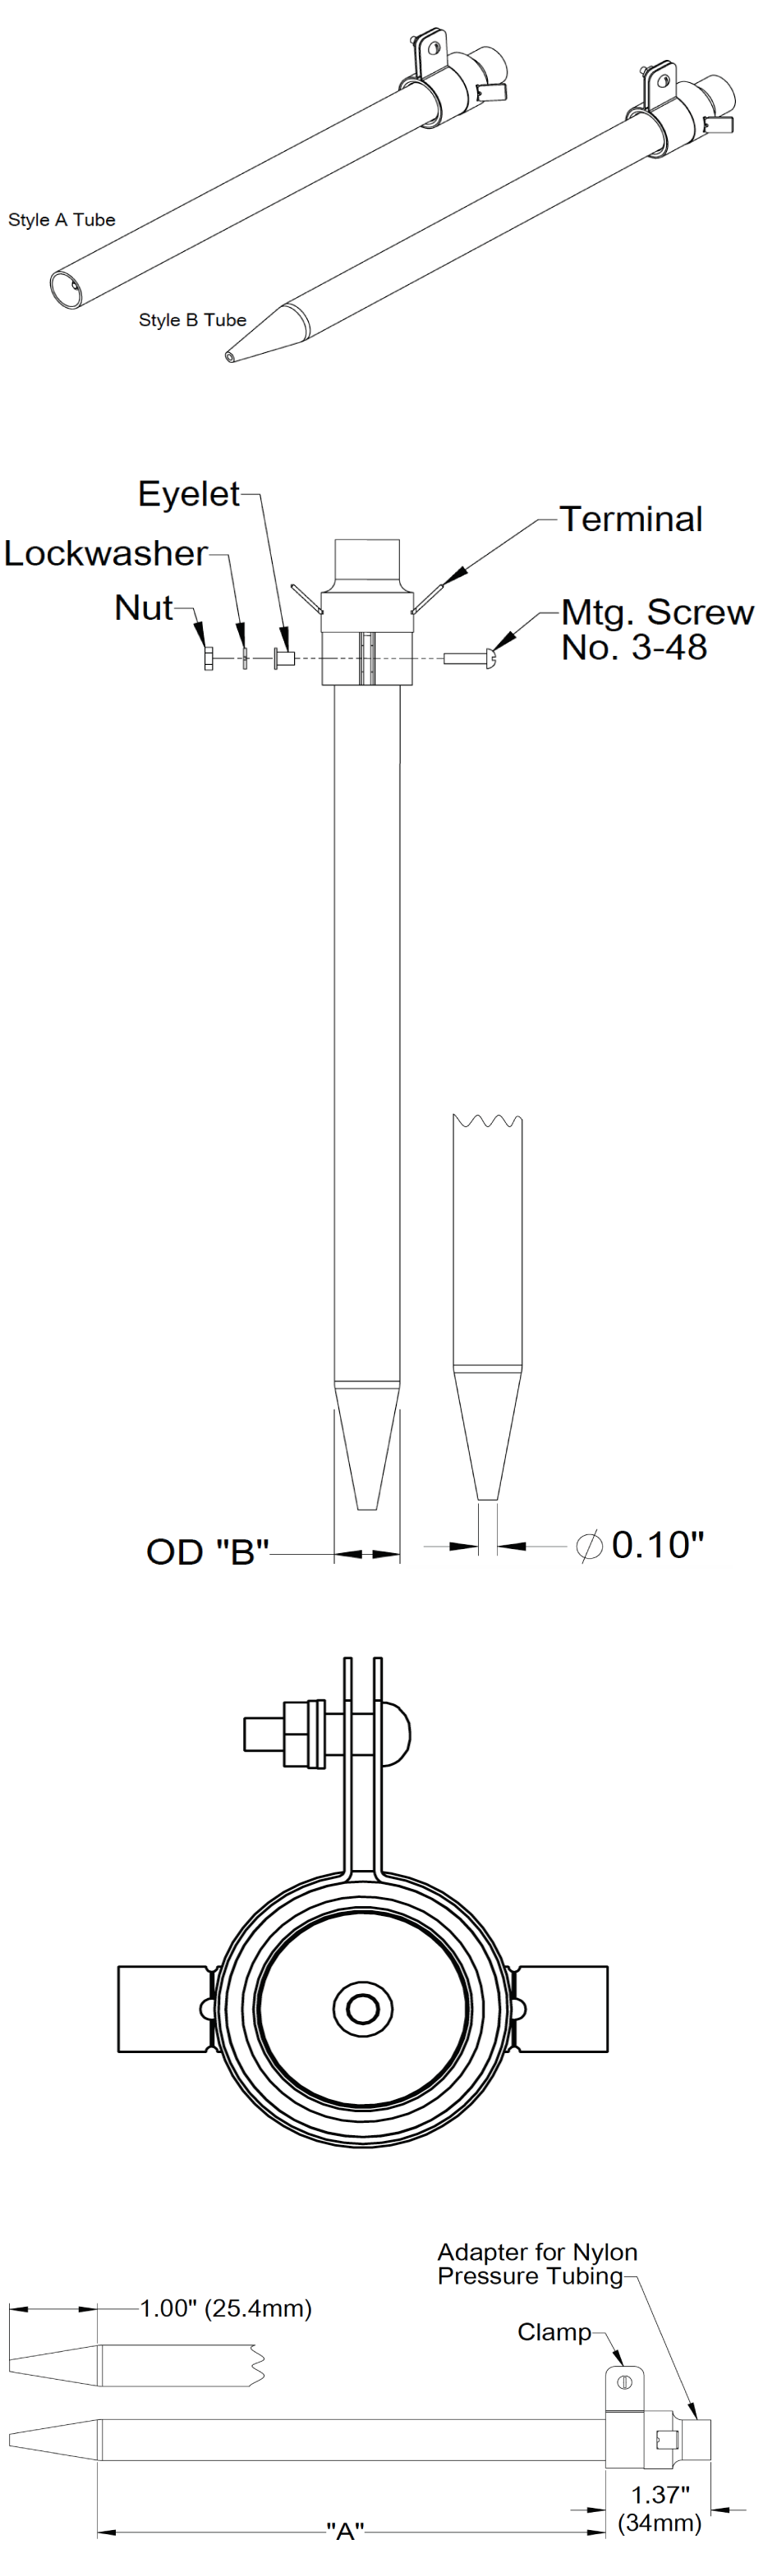 Style A Tube
Style B Tube
Eyelet
Terminal
Lockwasher
Nut
Mtg. Screw
No. 3-48
OD "B"
∅ 0.10"
Adapter for Nylon
Pressure Tubing
1.00" (25.4mm)
Clamp
1.37"
(34mm)
"A"